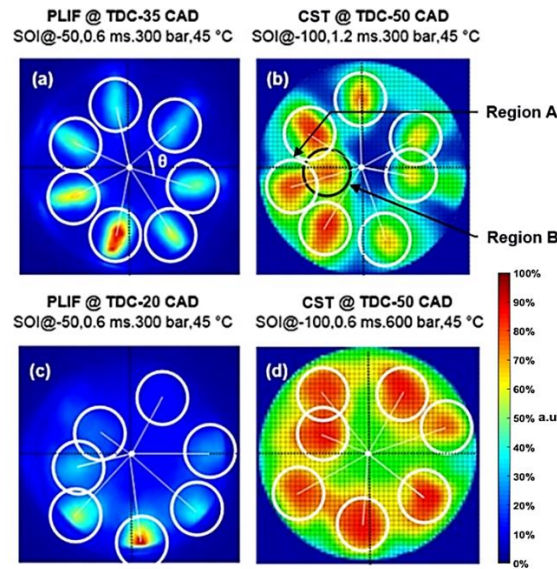 PLIF @ TDC-35 CAD
SOI@-50,0.6 ms.300 bar,45 °C
CST @ TDC-50 CAD
SOI@-100,1.2 ms.300 bar,45 °C
(a)
θ
(b)
Region A
Region B
PLIF @ TDC-20 CAD
SOI@-50,0.6 ms.300 bar,45 °C
CST @ TDC-50 CAD
SOI@-100,0.6 ms.600 bar,45 °C
(c)
(d)
100%
90%
80%
70%
60%
50%
a.u
40%
30%
20%
10%
0%